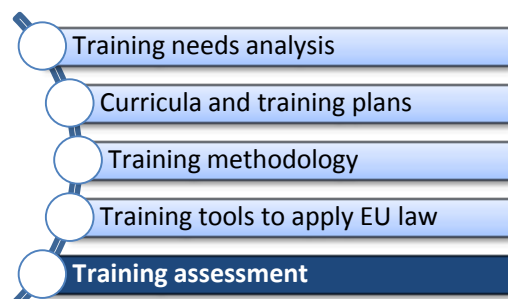 Training needs analysis
Curricula and training plans
Training methodology
Training tools to apply EU law
Training assessment